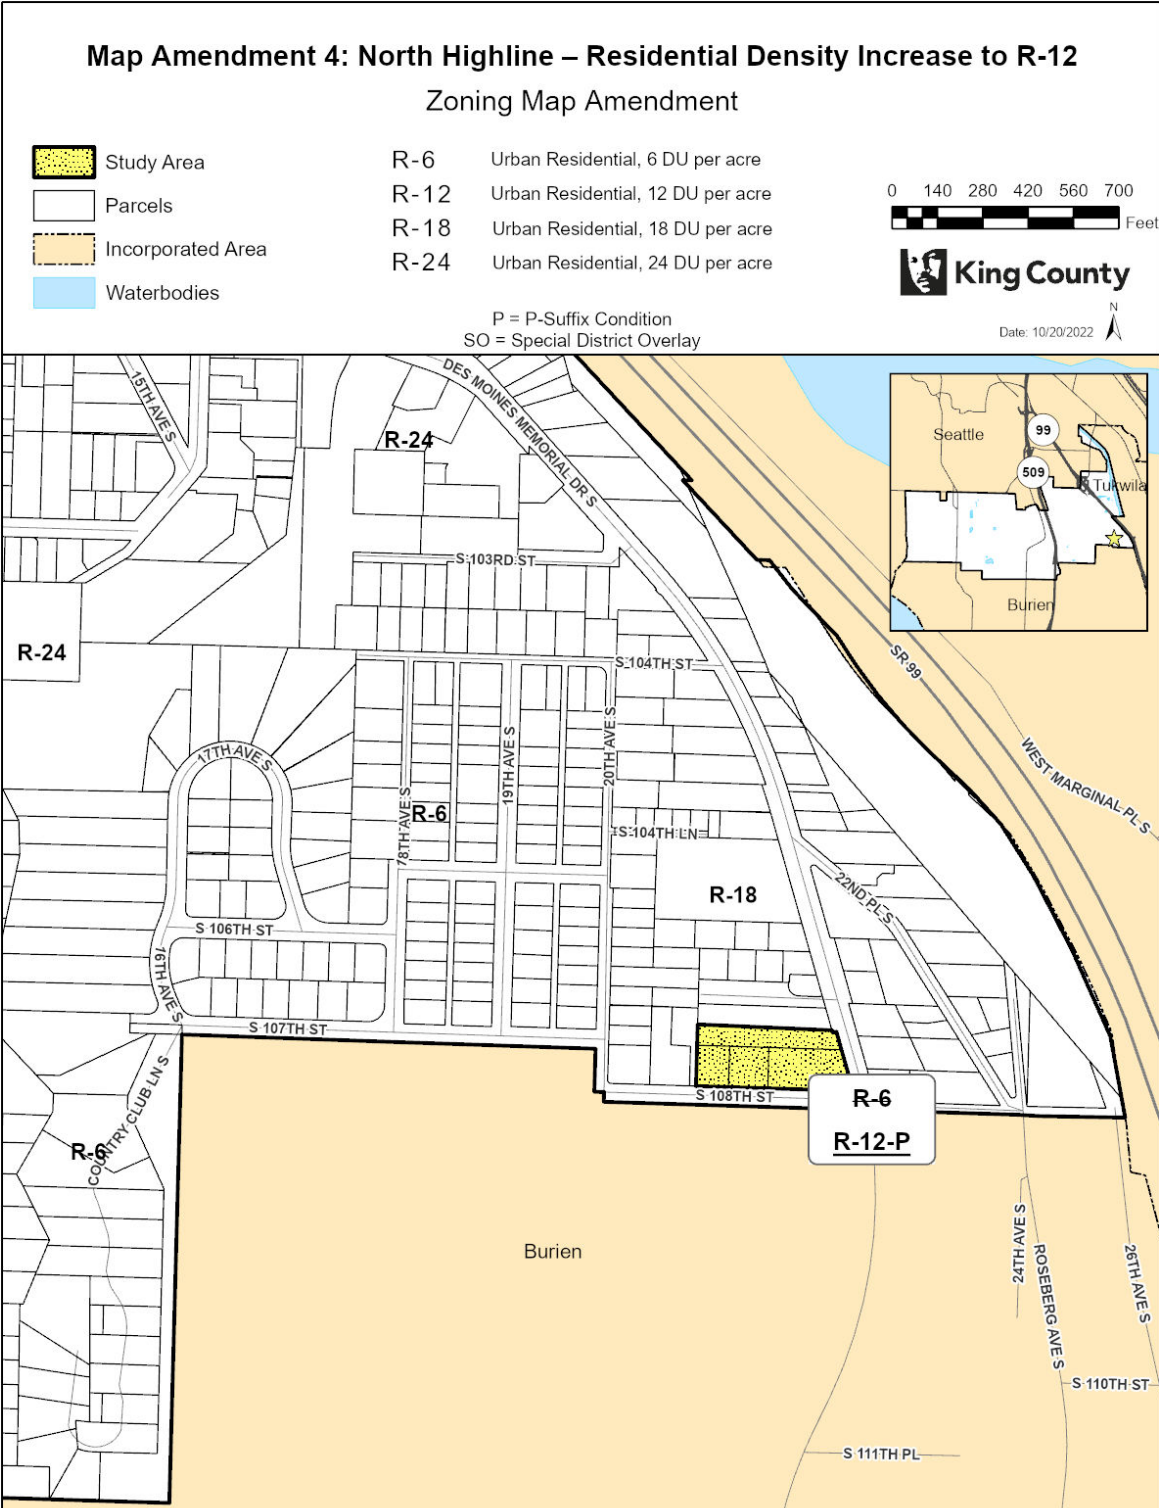 Map Amendment 4: North Highline – Residential Density Increase to R-12
Zoning Map Amendment
Study Area
Parcels
Incorporated Area
Waterbodies
R-6 Urban Residential, 6 DU per acre
R-12 Urban Residential, 12 DU per acre
R-18 Urban Residential, 18 DU per acre
R-24 Urban Residential, 24 DU per acre
P = P-Suffix Condition
SO = Special District Overlay
0 140 280 420 560 700
Feet
King County
N
Date: 10/20/2022
15TH AVE S
DES MOINES MEMORIAL DR S
R-24
Seattle
99
509
Tukwila
Burien
S 103RD ST
R-24
S 104TH ST
SR 99
17TH AVE S
19TH AVE S
20TH AVE S
WEST MARGINAL PL S
78TH AVE S
R-6
S 104TH LN
22ND PL S
R-18
S 106TH ST
76TH AVE S
S 107TH ST
COUNTRY CLUB LN S
R-6
S 108TH ST
R-6
R-12-P
Burien
24TH AVE S
ROSEBERG AVE S
26TH AVE S
S 110TH ST
S 111TH PL